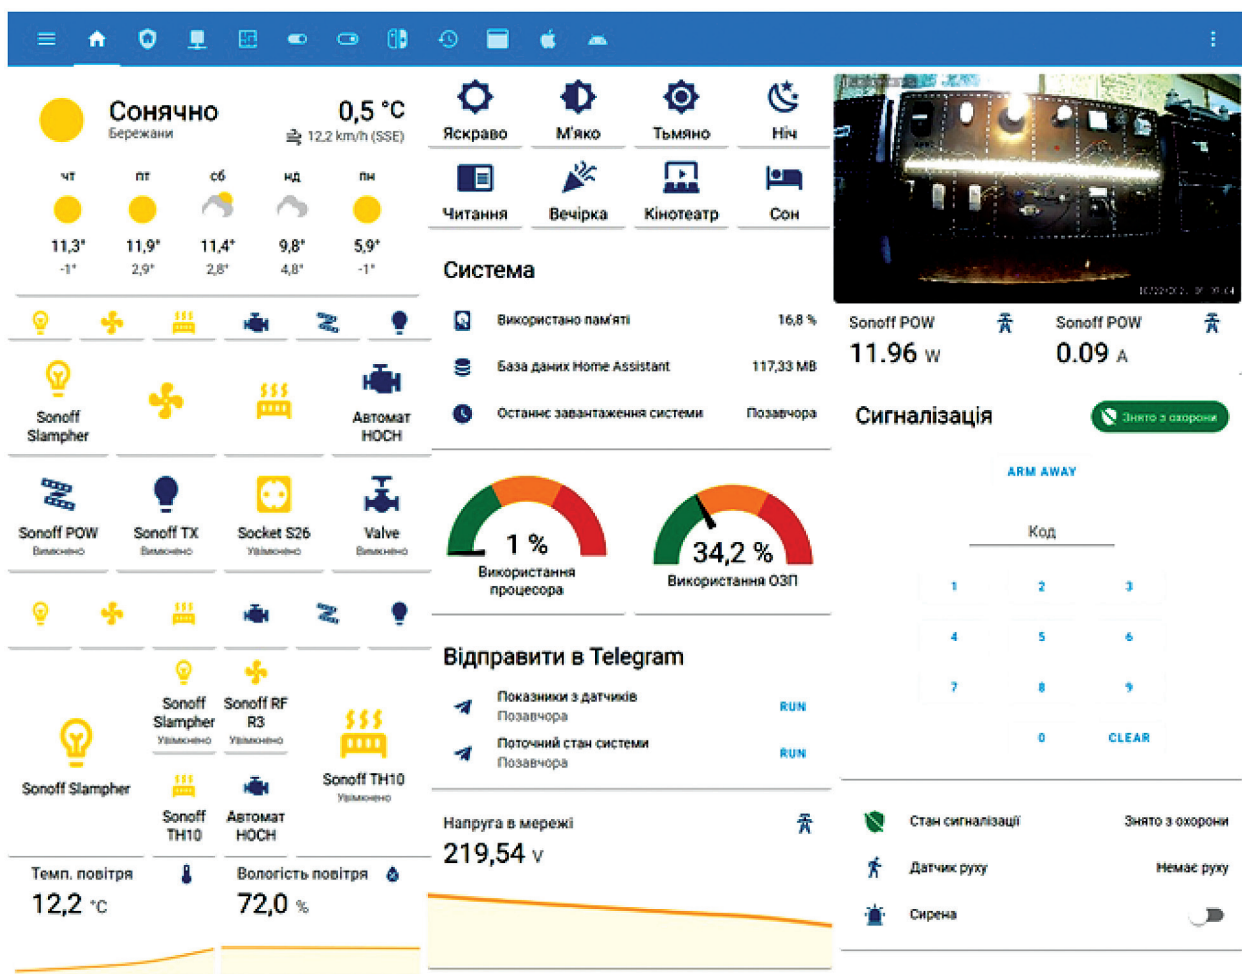 Сонячно
Бережани
0,5 °C
12,2 km/h (SSE)
чт
пт
сб
нд
пн
11,3°
11,9°
11,4°
9,8°
5,9°
-1°
2,9°
2,8°
4,8°
-1°
Sonoff
Slampher
Автомат
НОСН
Sonoff POW
Вимкнено
Sonoff TX
Вимкнено
Socket S26
Увімкнено
Valve
Вимкнено
Sonoff Slampher
Sonoff
Slampher
Увімкнено
Sonoff RF
R3
Увімкнено
Sonoff
TH10
Автомат
НОСН
Sonoff TH10
Увімкнено
Темп. повітря
12,2 °C
Вологість повітря
72,0 %
Яскраво
М'яко
Тьмяно
Ніч
Читання
Вечірка
Кінотеатр
Сон
Система
Використано пам'яті
16,8 %
База даних Home Assistant
117,33 MB
Останнє завантаження системи
Позавчора
1 %
Використання
процесора
34,2 %
Використання ОЗП
Відправити в Telegram
Показники з датчиків
Позавчора
RUN
Поточний стан системи
Позавчора
RUN
Напруга в мережі
219,54 V
Sonoff POW
11.96 W
Sonoff POW
0.09 A
Сигналізація
Знято з охорони
ARM AWAY
Код
1
2
3
4
5
6
7
8
9
0
CLEAR
Стан сигналізації
Знято з охорони
Датчик руху
Немає руху
Сирена